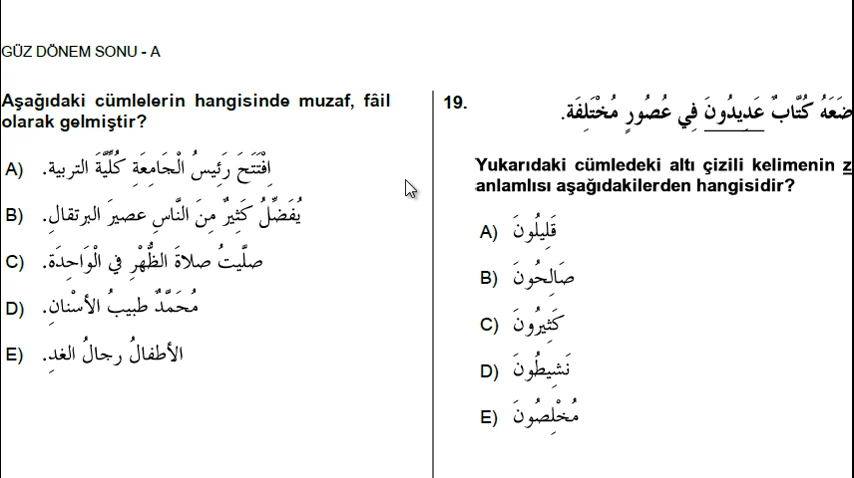 GÜZ DÖNEM SONU - A
Aşağıdaki cümlelerin hangisinde muzaf, fâil
olarak gelmiştir?
A) اِفْتَتَحَ رَئِيسُ الْجَامِعَةِ كُلِّيَّةَ التربية.
B) يُفَضِّلُ كَثِيرٌ مِنَ النَّاسِ عصيرَ البرتقال.
C) صلَّيتُ صلاةَ الظُّهْرِ في الْوَاحِدَة.
D) مُحَمَّدٌ طبيبُ الأسْنانِ.
E) الأطفالُ رجالُ الغدِ.
19.
ضَعَهُ كُتَّابٌ عَدِيدُونَ فِي عُصُورٍ مُخْتَلِفَة.
Yukarıdaki cümledeki altı çizili kelimenin z
anlamlısı aşağıdakilerden hangisidir?
A) قَلِيلُونَ
B) صَالِحُونَ
C) كَثِيرُونَ
D) نَشِيطُونَ
E) مُخْلِصُونَ